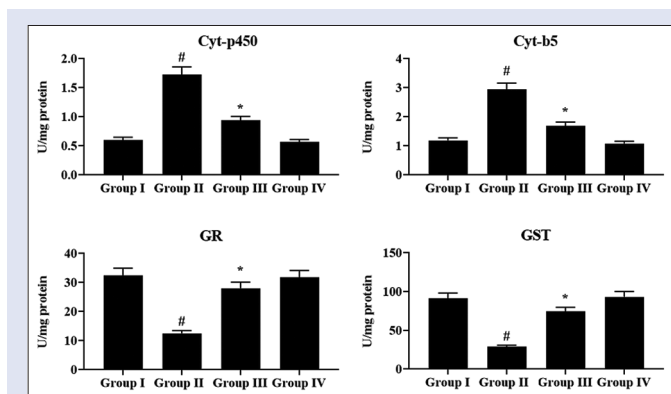 Cyt-p450
U/mg protein
2.0
1.5
1.0
0.5
0.0
#
*
Group I Group II Group III Group IV
Cyt-b5
U/mg protein
4
3
2
1
0
#
*
Group I Group II Group III Group IV
GR
U/mg protein
40
30
20
10
0
#
*
Group I Group II Group III Group IV
GST
U/mg protein
150
100
50
0
#
*
Group I Group II Group III Group IV